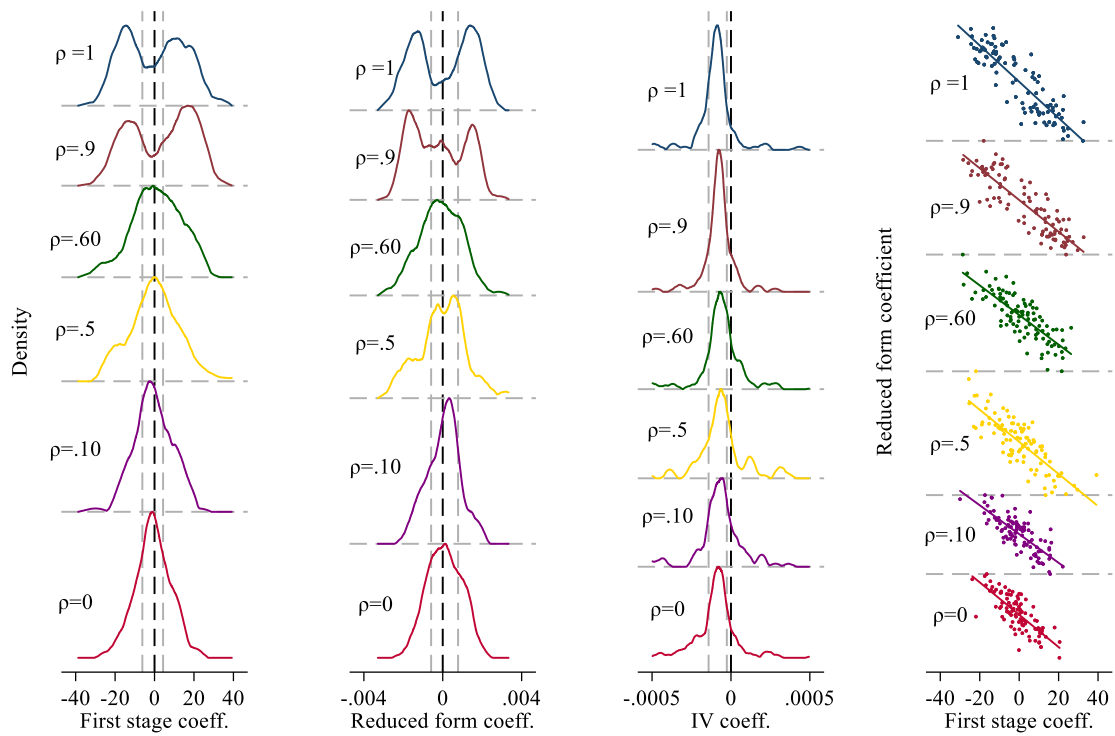 Density
ρ =1
ρ=.9
ρ=.60
ρ=.5
ρ=.10
ρ=0
-40 -20 0 20 40
First stage coeff.
ρ =1
ρ=.9
ρ=.60
ρ=.5
ρ=.10
ρ=0
-.004 0 .004
Reduced form coeff.
ρ =1
ρ=.9
ρ=.60
ρ=.5
ρ=.10
ρ=0
-.0005 0 .0005
IV coeff.
Reduced form coefficient
ρ =1
ρ=.9
ρ=.60
ρ=.5
ρ=.10
ρ=0
-40 -20 0 20 40
First stage coeff.